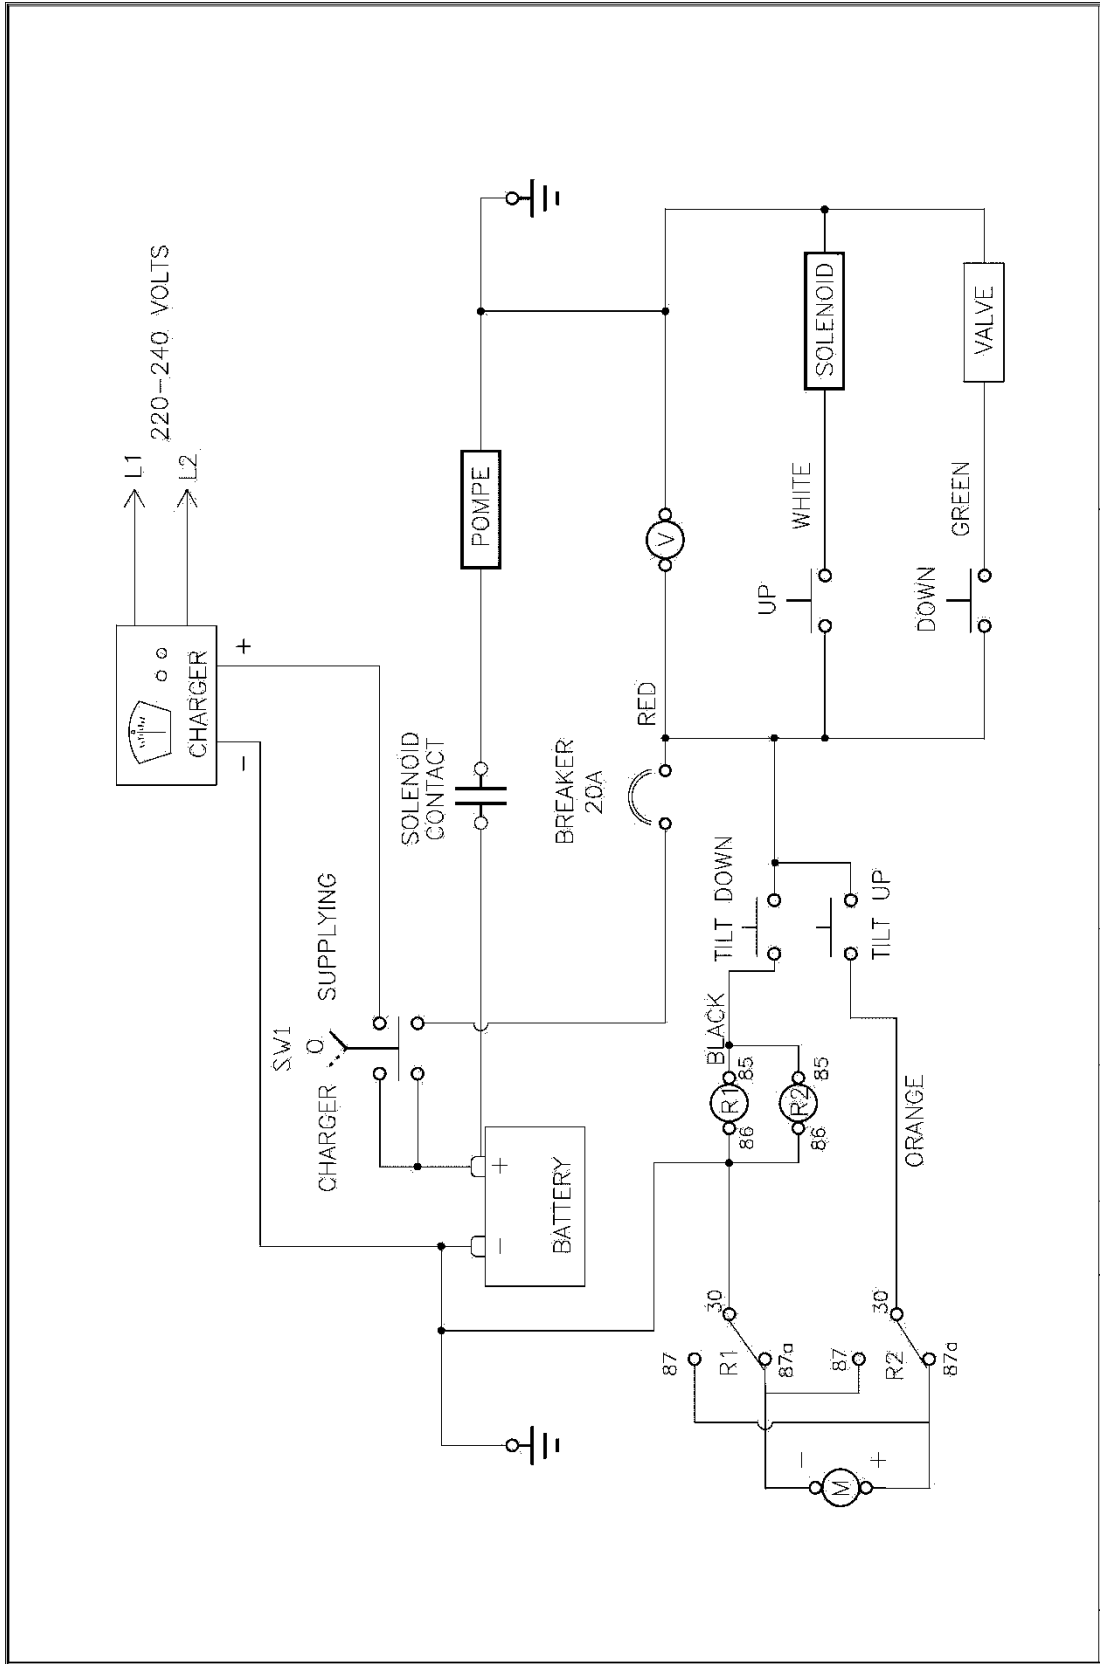 L1
220-240 VOLTS
L2
CHARGER
+
-
SW1
CHARGER O SUPPLYING
SOLENOID
CONTACT
POMPE
+
-
BATTERY
BREAKER
20A
RED
V
UP
WHITE
SOLENOID
DOWN
GREEN
VALVE
TILT DOWN
TILT UP
BLACK
86 R1 85
86 R2 85
ORANGE
30
87
R1
87a
30
87
R2
87a
-
M
+